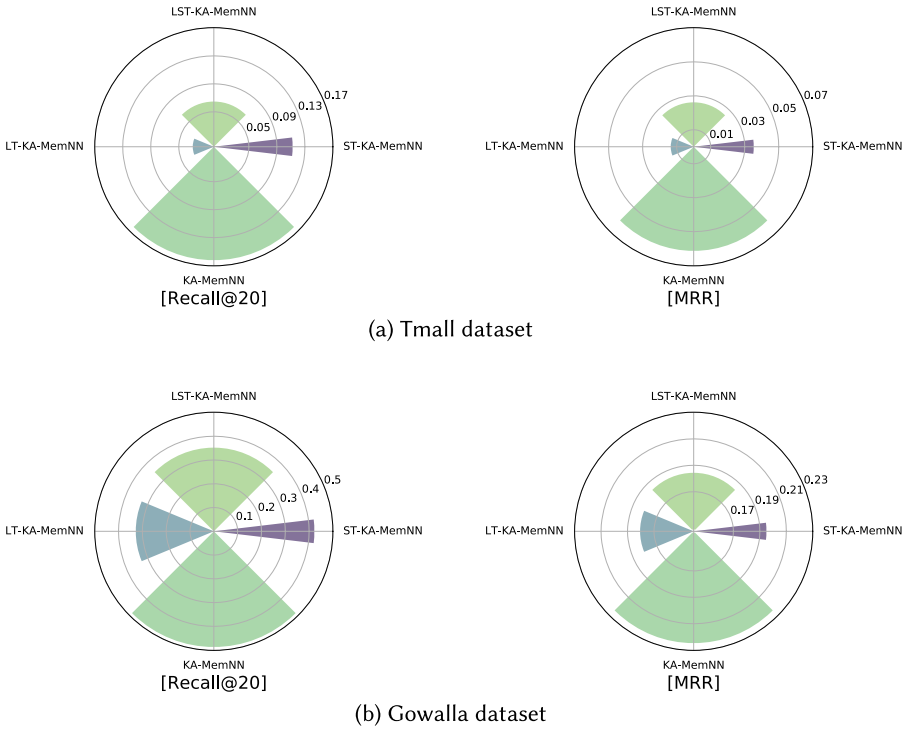 LST-KA-MemNN
LST-KA-MemNN
0.17
0.13
0.09
0.05
0.07
0.05
0.03
0.01
LT-KA-MemNN
ST-KA-MemNN
LT-KA-MemNN
ST-KA-MemNN
KA-MemNN
KA-MemNN
[Recall@20]
[MRR]
(a) Tmall dataset
LST-KA-MemNN
LST-KA-MemNN
0.5
0.4
0.3
0.2
0.1
0.23
0.21
0.19
0.17
LT-KA-MemNN
ST-KA-MemNN
LT-KA-MemNN
ST-KA-MemNN
KA-MemNN
KA-MemNN
[Recall@20]
[MRR]
(b) Gowalla dataset